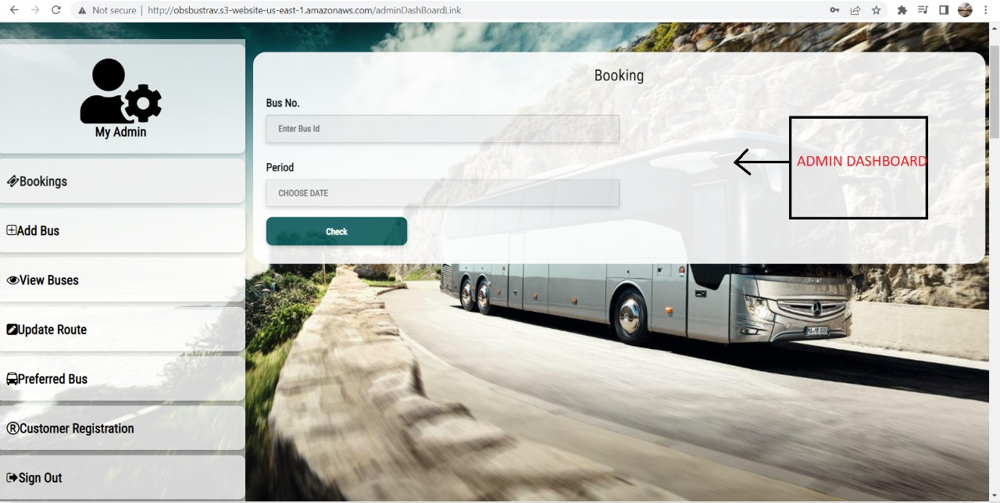 Not secure | http://obsbustrav.s3-website-us-east-1.amazonaws.com/adminDashBoardLink
My Admin
Bookings
Add Bus
View Buses
Update Route
Preferred Bus
Customer Registration
Sign Out
Booking
Bus No.
Enter Bus Id
Period
CHOOSE DATE
Check
ADMIN DASHBOARD